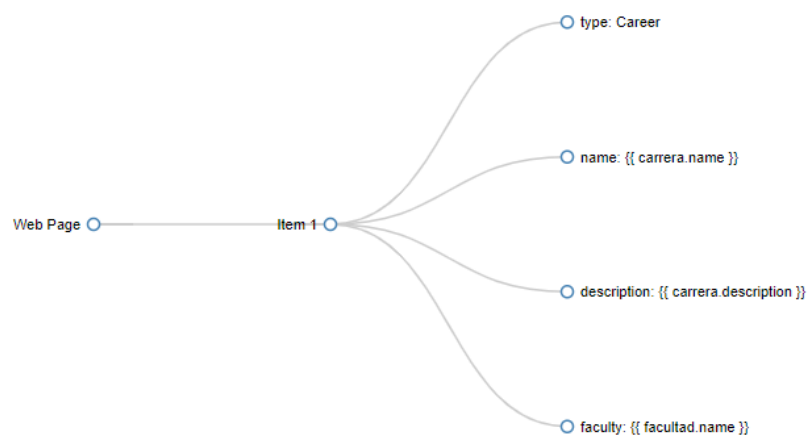 type: Career
name: {{ carrera.name }}
Web Page
Item 1
description: {{ carrera.description }}
faculty: {{ facultad.name }}